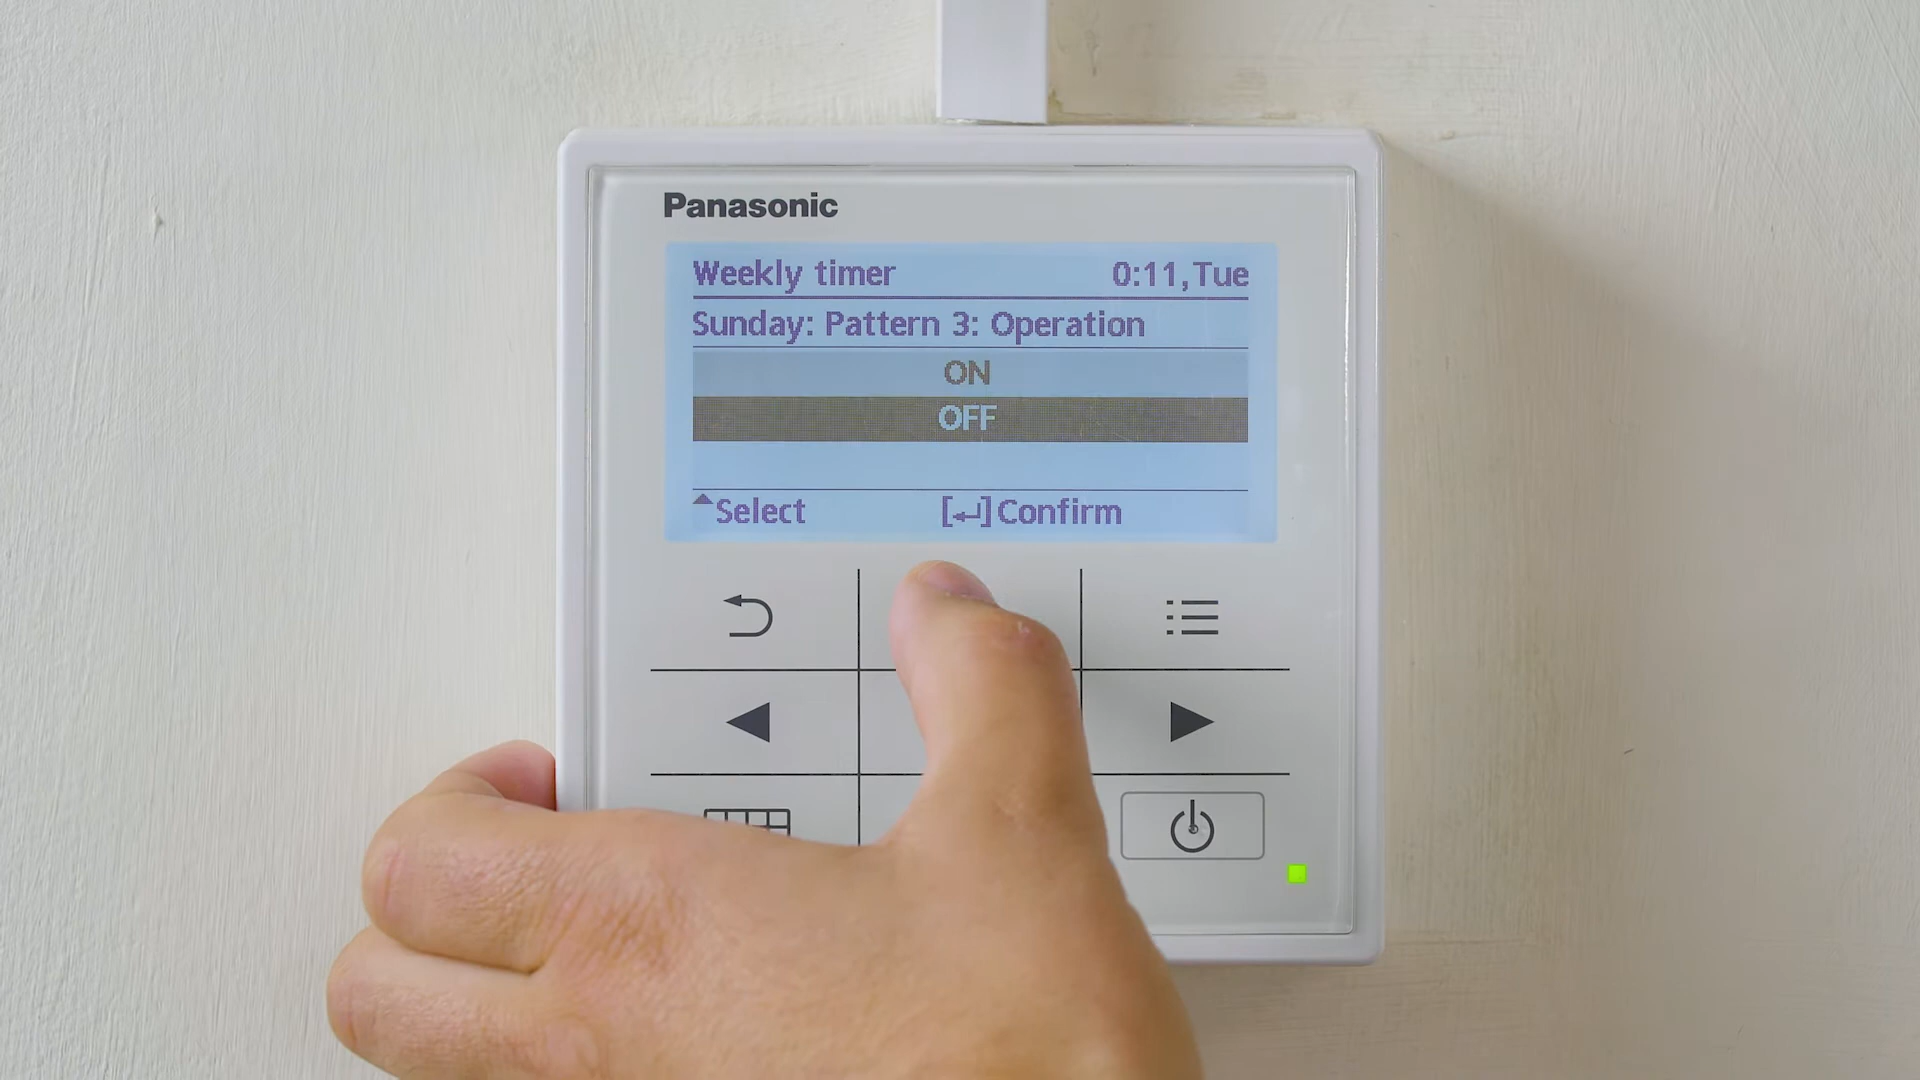 Panasonic
Weekly timer 0:11,Tue
Sunday: Pattern 3: Operation
ON
OFF
Select [↵]Confirm